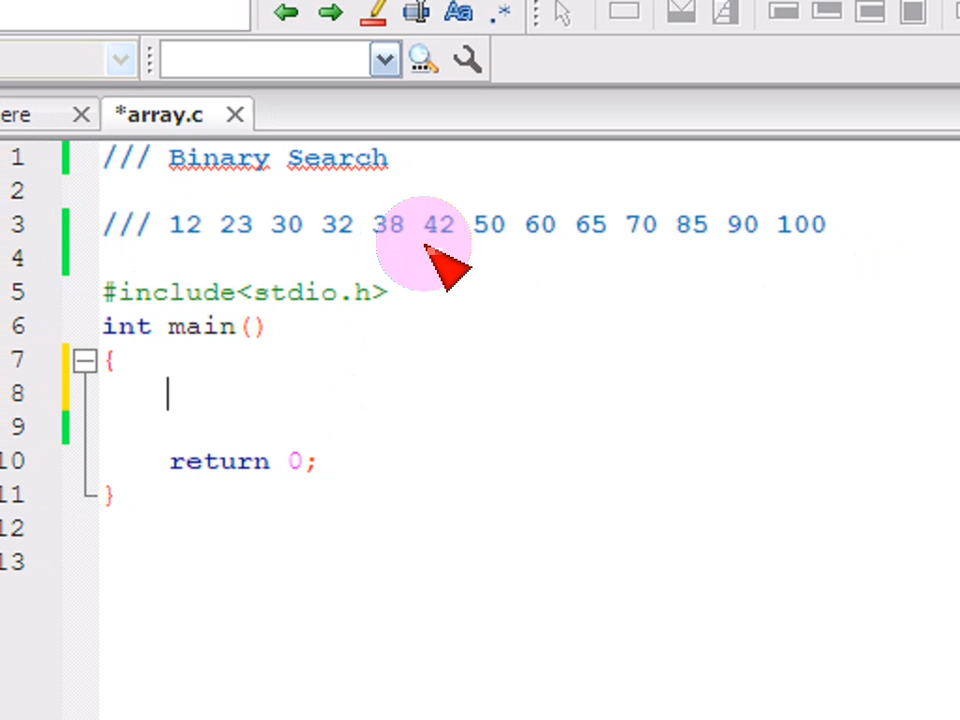 Aa .*
ere *array.c
1 /// Binary Search
2
3 /// 12 23 30 32 38 42 50 60 65 70 85 90 100
4
5 #include<stdio.h>
6 int main()
7 {
8
9
10 return 0;
11 }
12
13